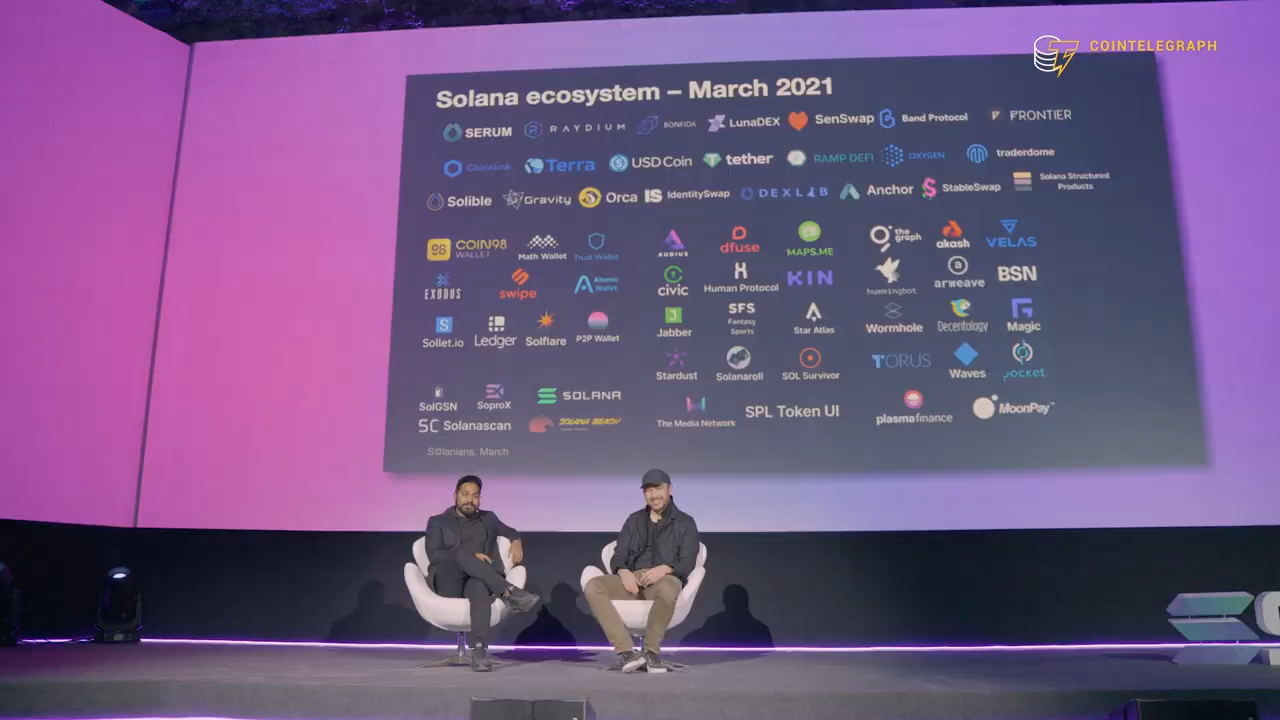 COINTELEGRAPH
Solana ecosystem – March 2021
SERUM RAYDIUM BONFIDA LunaDEX SenSwap Band Protocol FRONTIER
Chainlink Terra USD Coin tether RAMP DEFI OXYGEN traderdome
Solible Gravity Orca IS IdentitySwap DEXLAB Anchor StableSwap Solana Structured Products
COIN98 WALLET Math Wallet Trust Wallet AUDIUS dfuse MAPS.ME the graph akash VELAS
EXODUS swipe Atomic Wallet civic Human Protocol KIN hummingbot arweave BSN
Sollet.io Ledger Solflare P2P Wallet Jabber SFS Fantasy Sports Star Atlas Wormhole Decentology Magic
Stardust Solanaroll SOL Survivor TORUS Waves pocket
SolGSN SoproX SOLANA The Media Network SPL Token UI plasmafinance MoonPay
SC Solanascan SOLANA BEACH
S@lanians, March